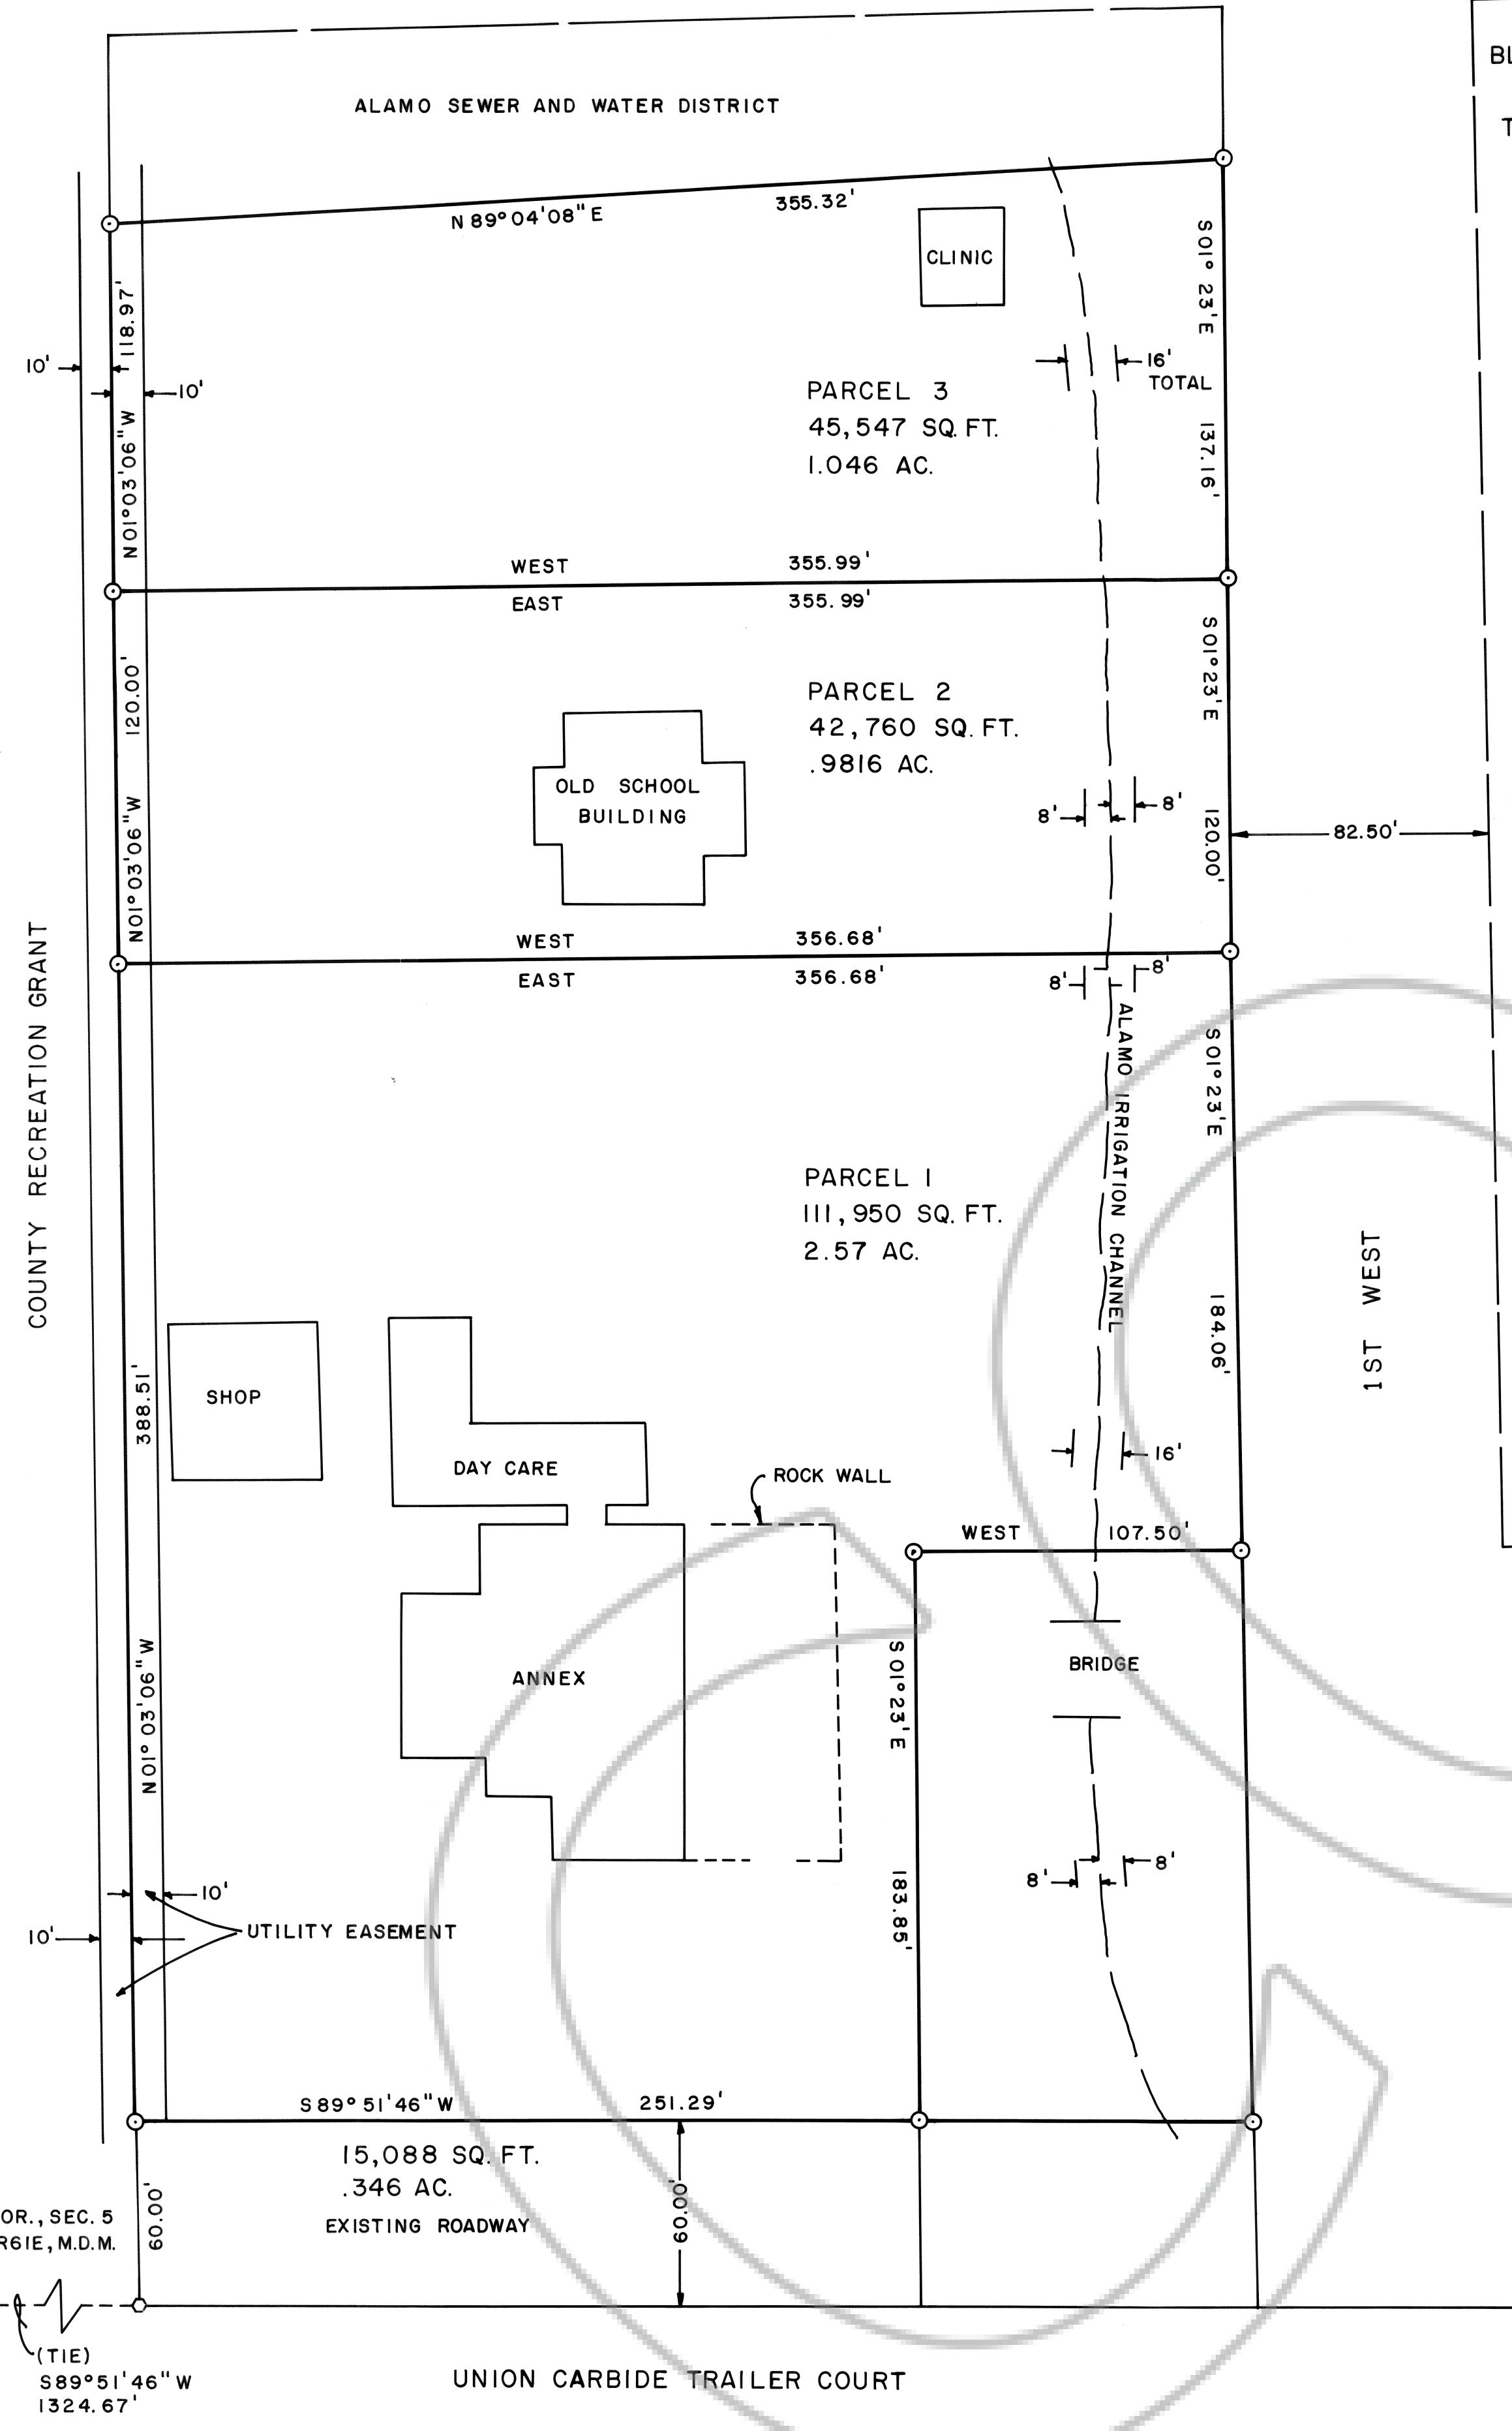 BL
T
ALAMO SEWER AND WATER DISTRICT
N 89°04'08" E
355.32'
CLINIC
S 01° 23' E
118.97'
10'
10'
16'
TOTAL
PARCEL 3
45,547 SQ. FT.
1.046 AC.
137.16'
N 01°03'06" W
WEST
355.99'
EAST
355.99'
S 01°23' E
120.00'
PARCEL 2
42,760 SQ. FT.
.9816 AC.
OLD SCHOOL
BUILDING
8'
8'
120.00'
82.50'
N 01°03'06" W
COUNTY RECREATION GRANT
WEST
356.68'
EAST
356.68'
8'
8'
ALAMO IRRIGATION CHANNEL
S 01°23' E
PARCEL 1
111,950 SQ. FT.
2.57 AC.
1ST WEST
184.06'
SHOP
388.51'
DAY CARE
ROCK WALL
16'
WEST
107.50'
ANNEX
BRIDGE
S 01°23' E
N 01° 03'06" W
183.85'
8'
8'
10'
10'
UTILITY EASEMENT
S 89° 51'46" W
251.29'
15,088 SQ. FT.
.346 AC.
EXISTING ROADWAY
60.00'
60.00'
OR., SEC. 5
R61E, M.D.M.
(TIE)
S89°51'46" W
1324.67'
UNION CARBIDE TRAILER COURT